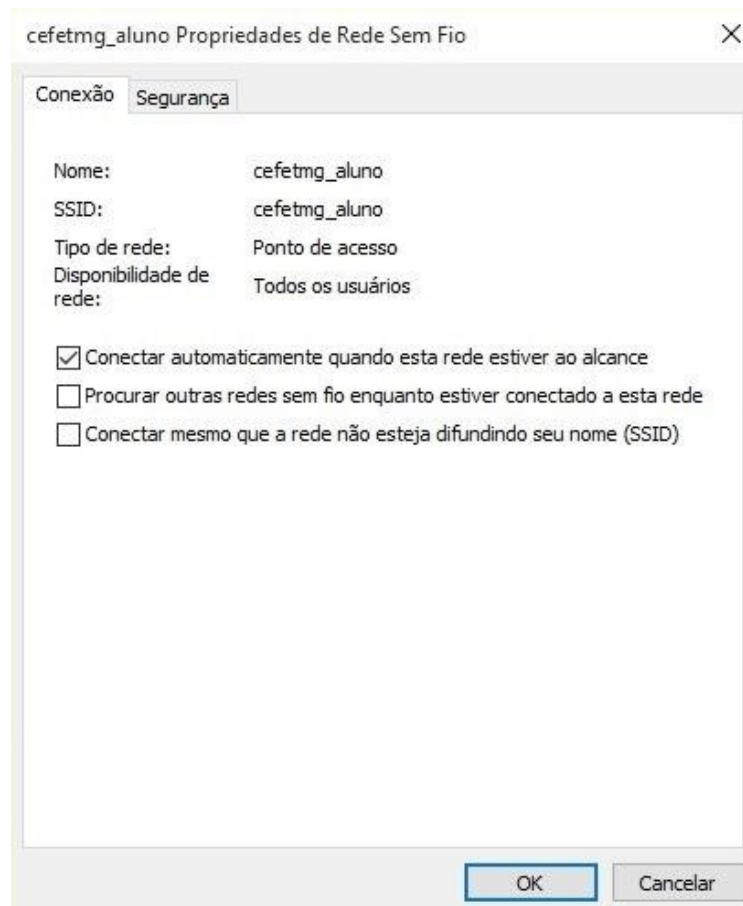 cefetmg_aluno Propriedades de Rede Sem Fio
Conexão Segurança
Nome: cefetmg_aluno
SSID: cefetmg_aluno
Tipo de rede: Ponto de acesso
Disponibilidade de
rede: Todos os usuários
Conectar automaticamente quando esta rede estiver ao alcance
Procurar outras redes sem fio enquanto estiver conectado a esta rede
Conectar mesmo que a rede não esteja difundindo seu nome (SSID)
OK Cancelar